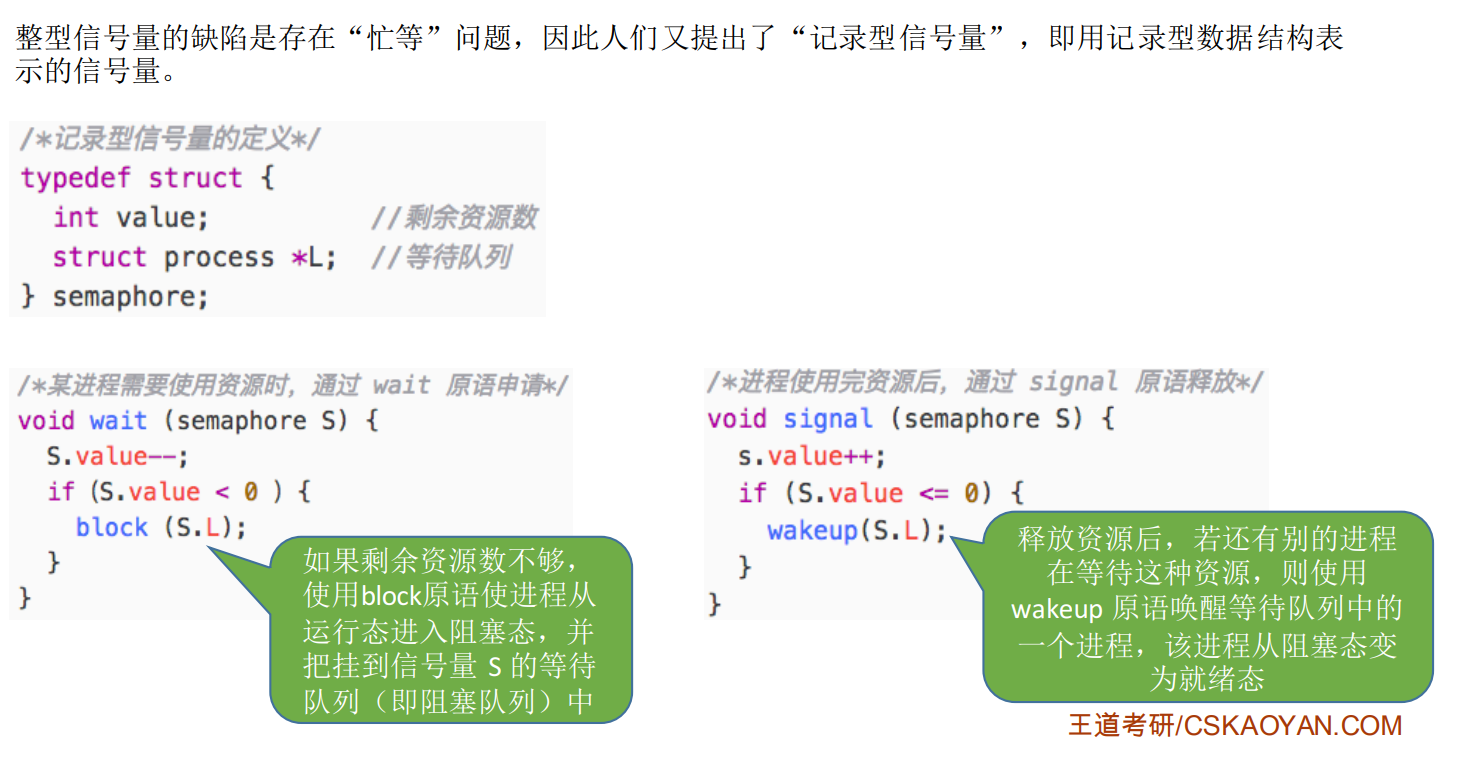 整型信号量的缺陷是存在“忙等”问题，因此人们又提出了“记录型信号量”，即用记录型数据结构表
示的信号量。
/*记录型信号量的定义*/
typedef struct {
  int value;          //剩余资源数
  struct process *L;  //等待队列
} semaphore;
/*某进程需要使用资源时，通过 wait 原语申请*/
void wait (semaphore S) {
  S.value--;
  if (S.value < 0 ) {
    block (S.L);
  }
}
如果剩余资源数不够，
使用block原语使进程从
运行态进入阻塞态，并
把挂到信号量 S 的等待
队列（即阻塞队列）中
/*进程使用完资源后，通过 signal 原语释放*/
void signal (semaphore S) {
  s.value++;
  if (S.value <= 0) {
    wakeup(S.L);
  }
}
释放资源后，若还有别的进程
在等待这种资源，则使用
wakeup 原语唤醒等待队列中的
一个进程，该进程从阻塞态变
为就绪态
王道考研/CSKAOYAN.COM